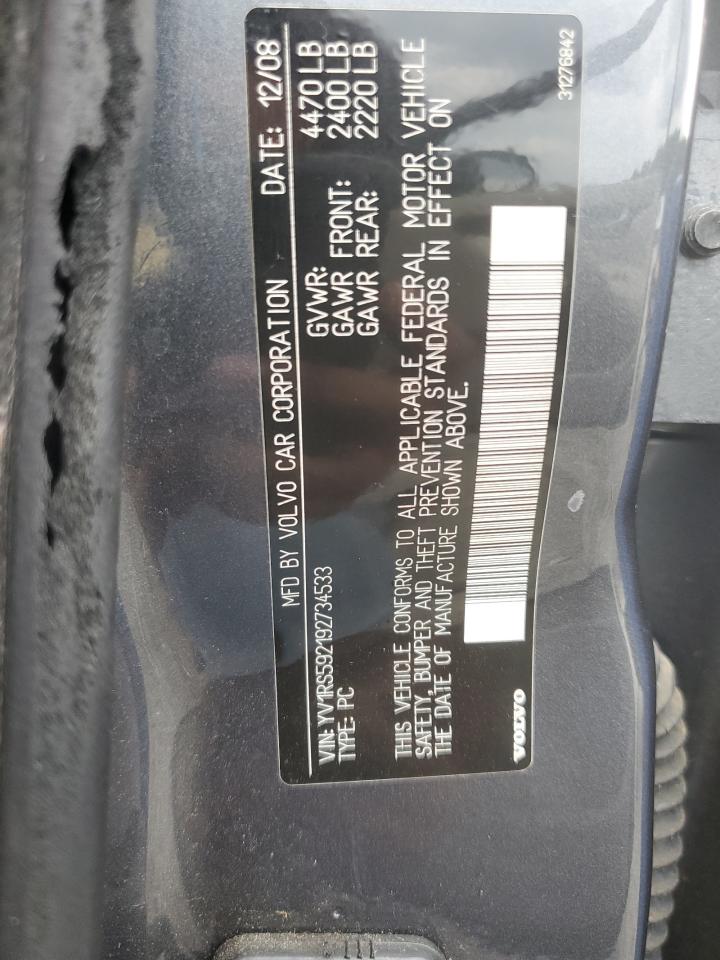 MFD BY VOLVO CAR CORPORATION DATE: 12/08
GVWR: 4470 LB
GAWR FRONT: 2400 LB
GAWR REAR: 2220 LB
VIN: YV1RS592192734533
TYPE: PC
THIS VEHICLE CONFORMS TO ALL APPLICABLE FEDERAL MOTOR VEHICLE
SAFETY, BUMPER AND THEFT PREVENTION STANDARDS IN EFFECT ON
THE DATE OF MANUFACTURE SHOWN ABOVE.
VOLVO
31276842